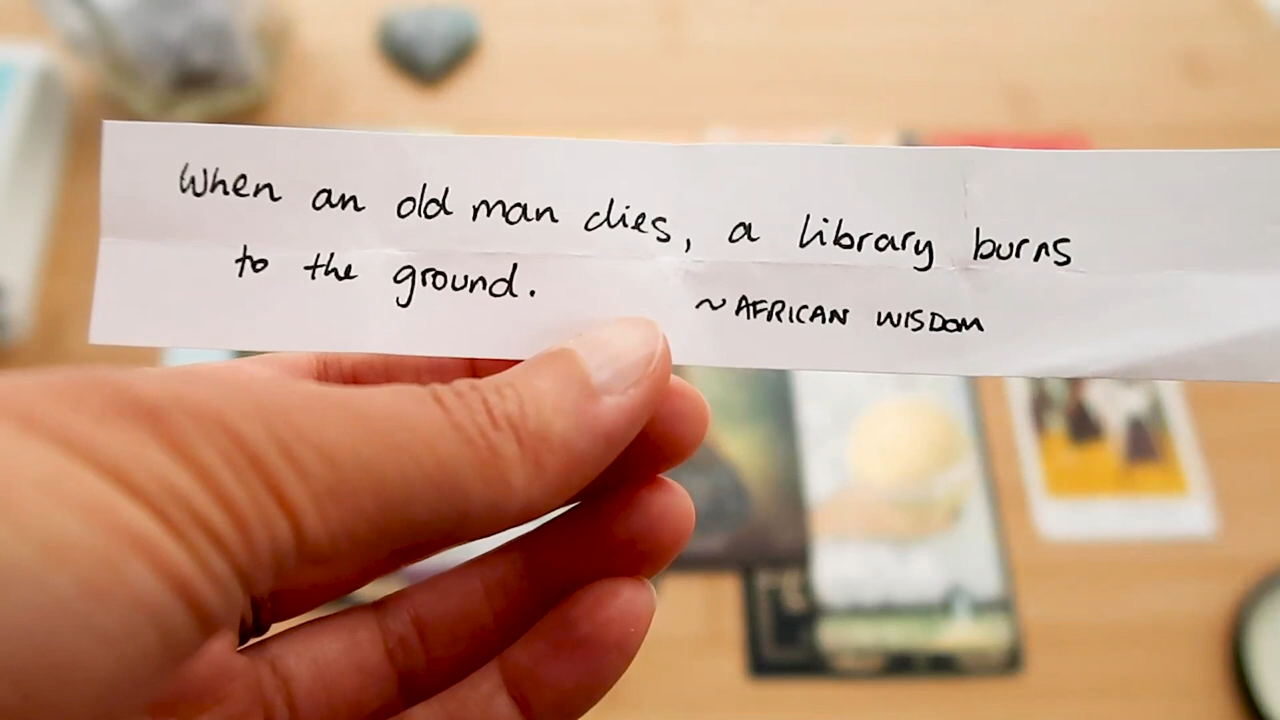 When an old man dies, a library burns
to the ground.
~AFRICAN WISDOM